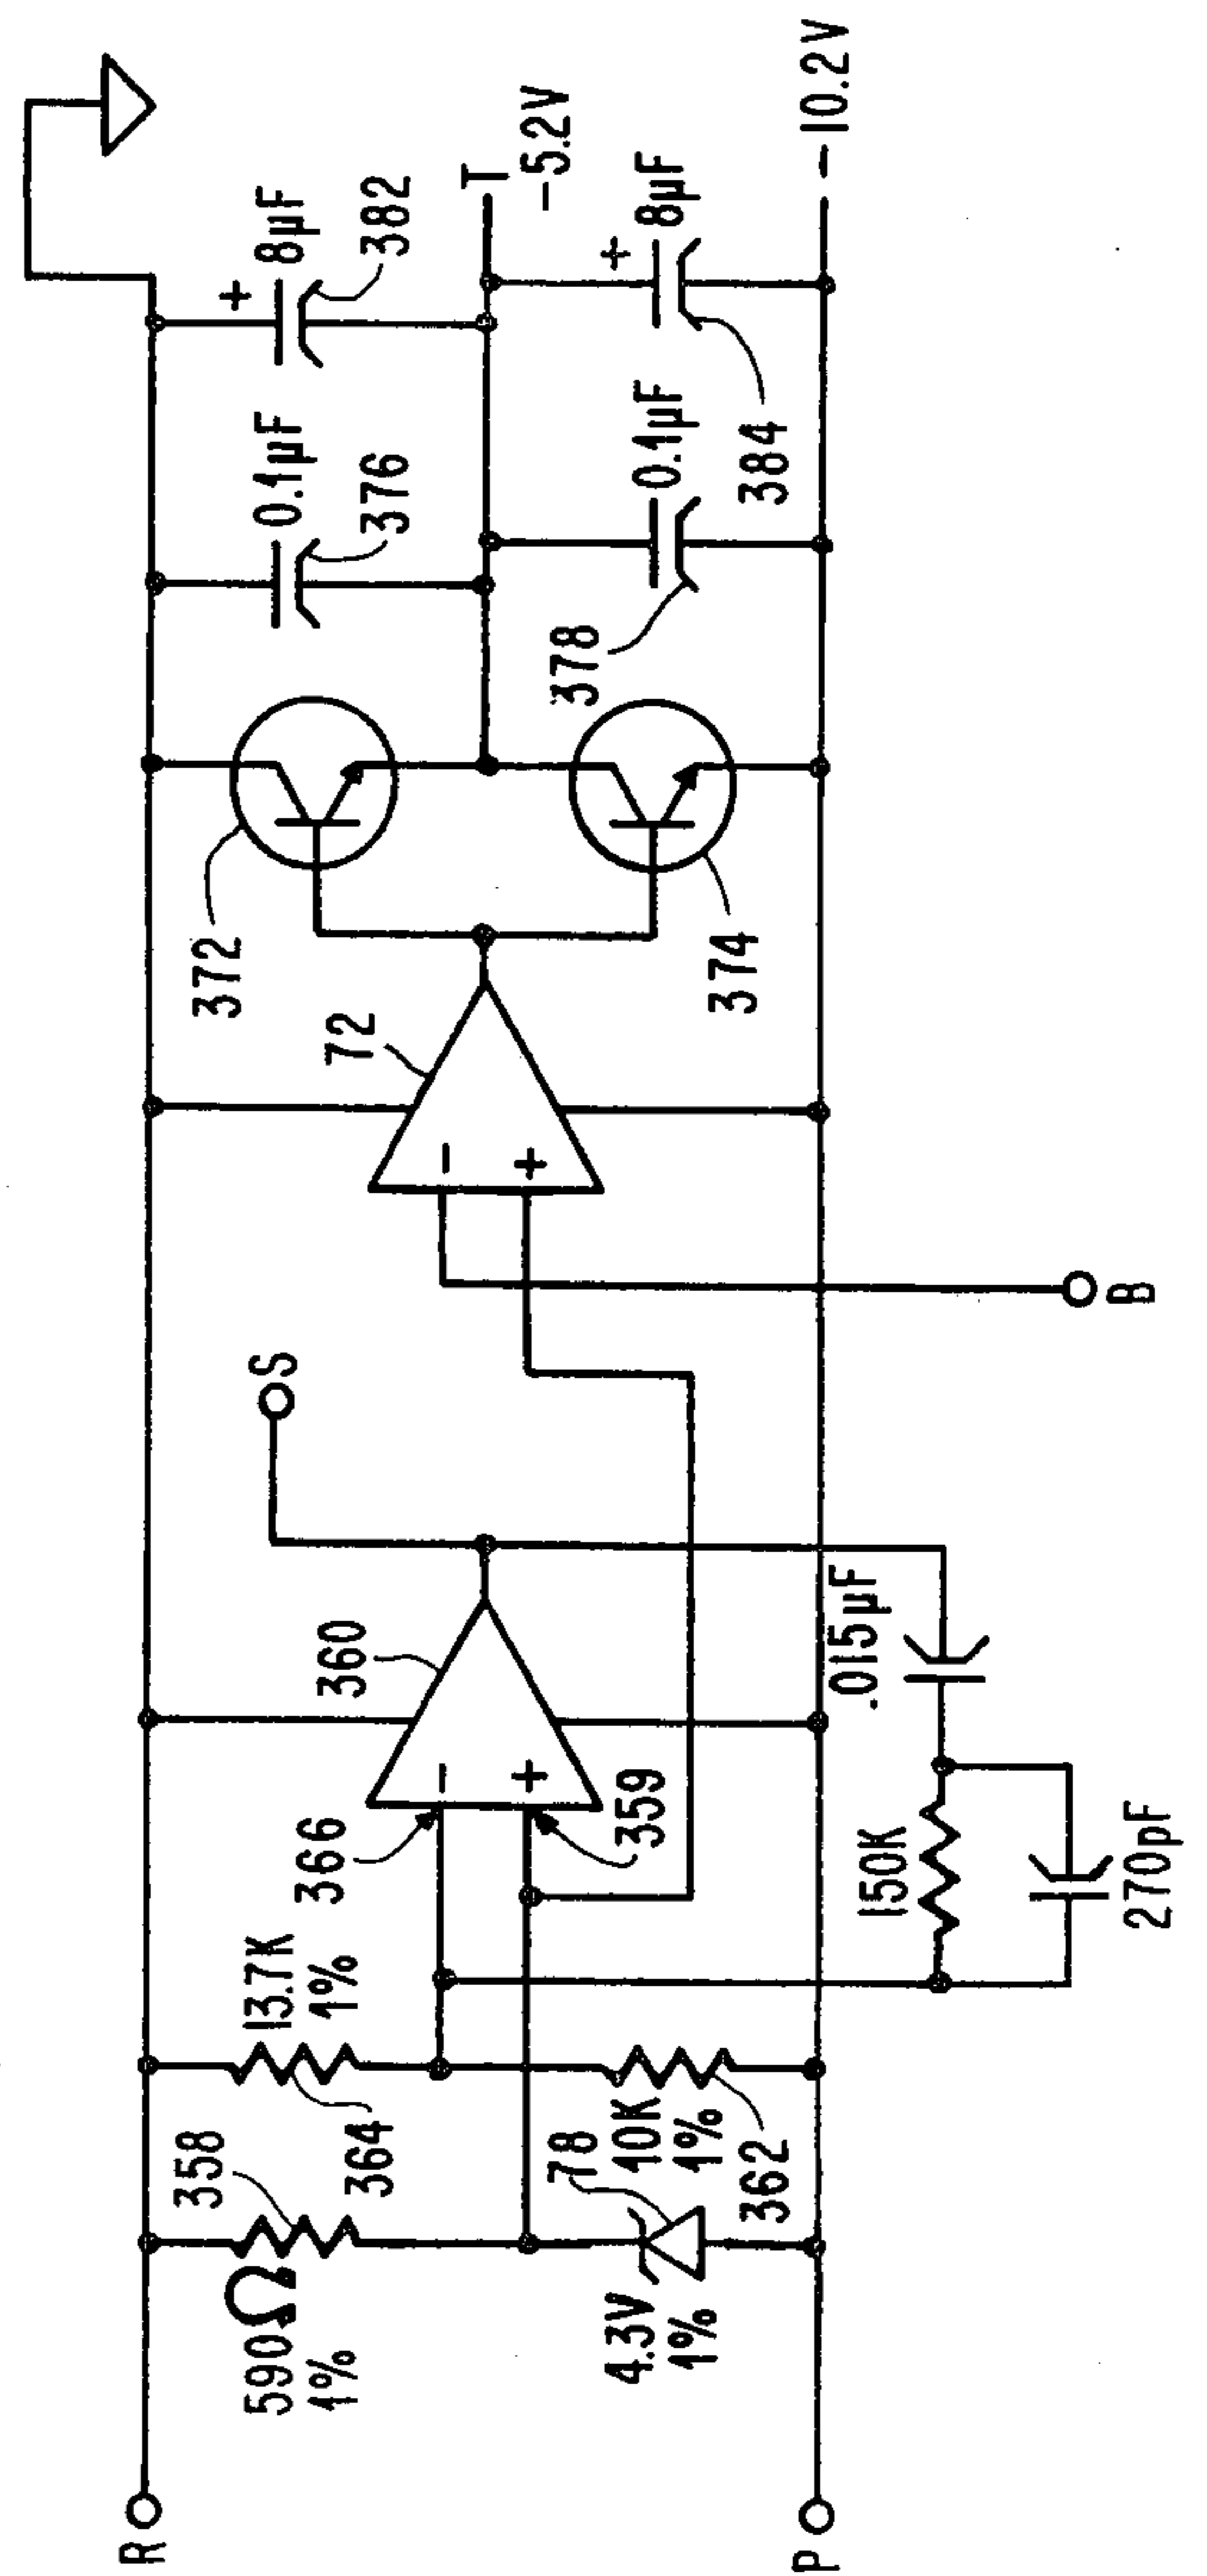 R
P
590Ω
1%
358
4.3V
1%
78
364
13.7K
1%
10K
1%
362
366
−
+
359
360
150K
270pF
.015µF
S
B
−
+
72
372
374
0.1µF
376
378
0.1µF
+
8µF
382
+
8µF
384
T
−5.2V
−10.2V